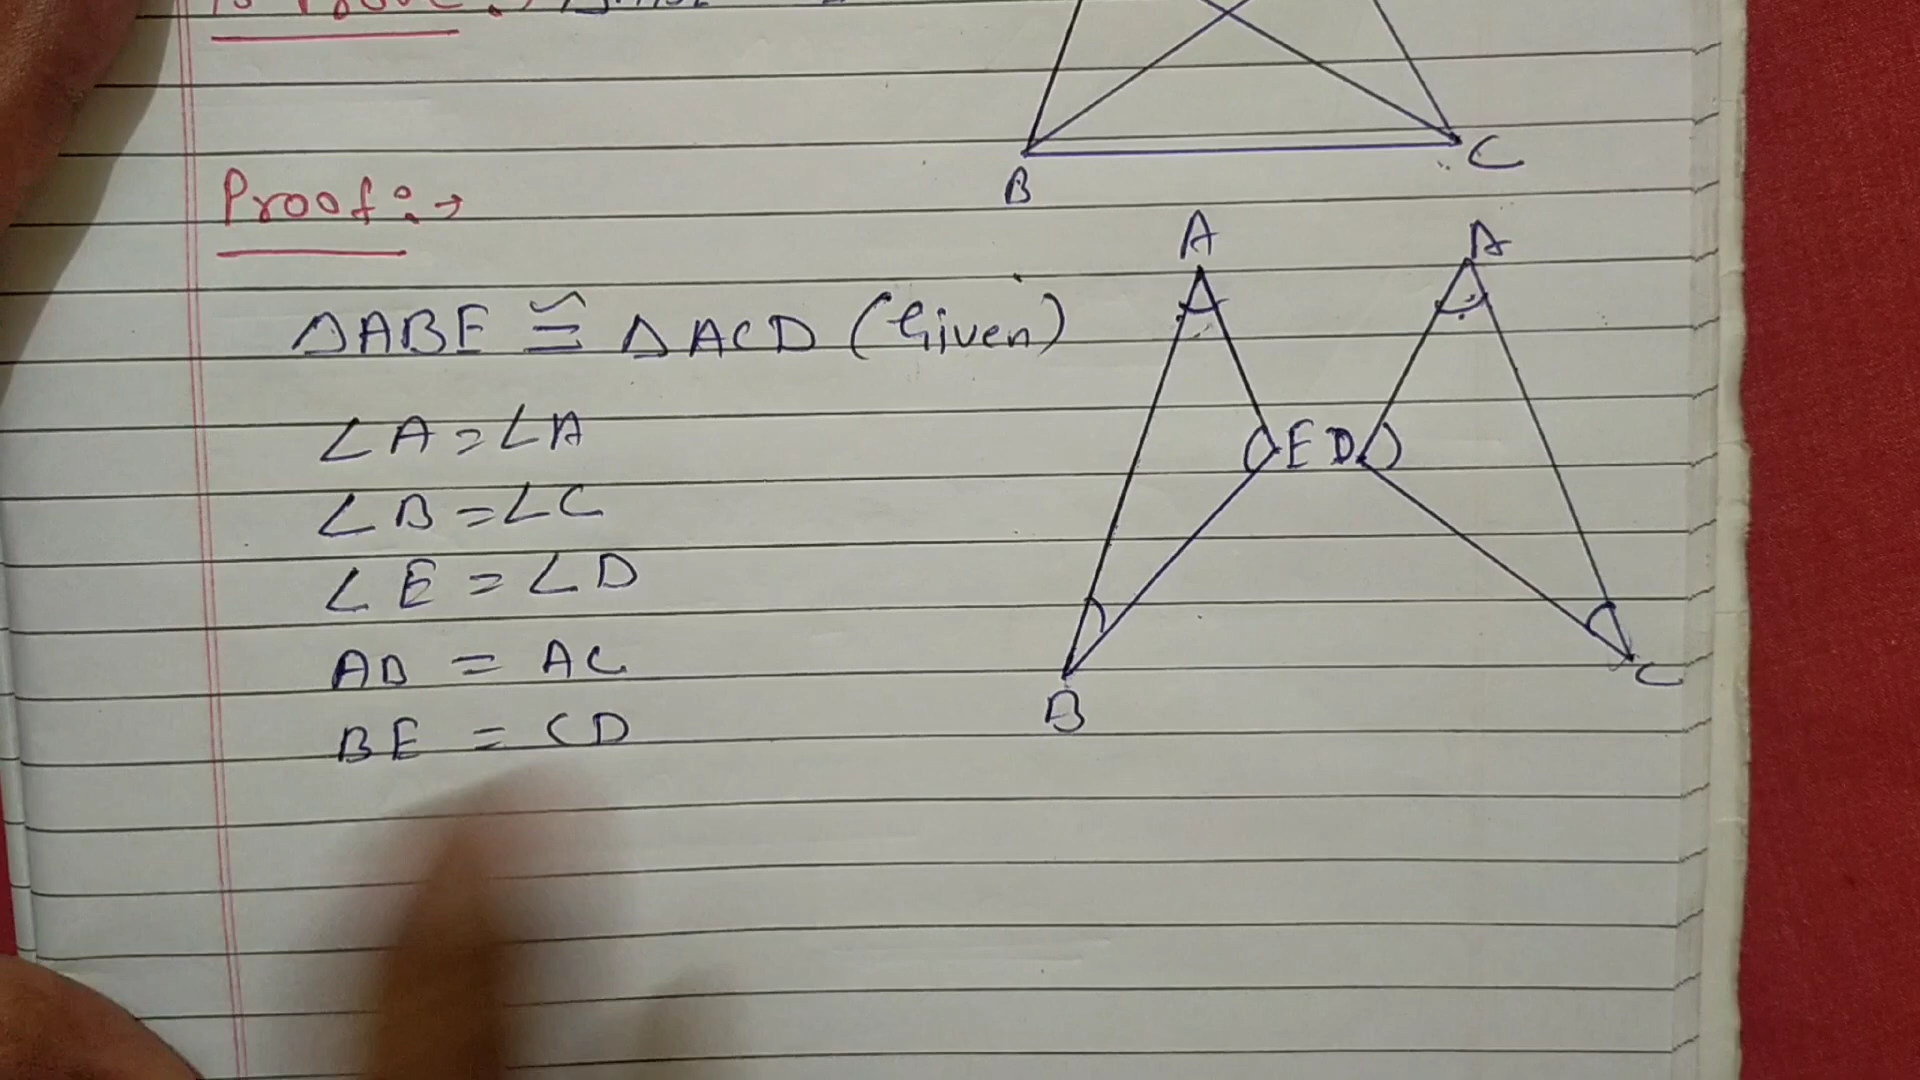 B
C
Proof:→
A
A
△ABE ≅ △ACD (Given)
∠A = ∠A
E D
∠B = ∠C
∠E = ∠D
AB = AC
C
B
BE = CD